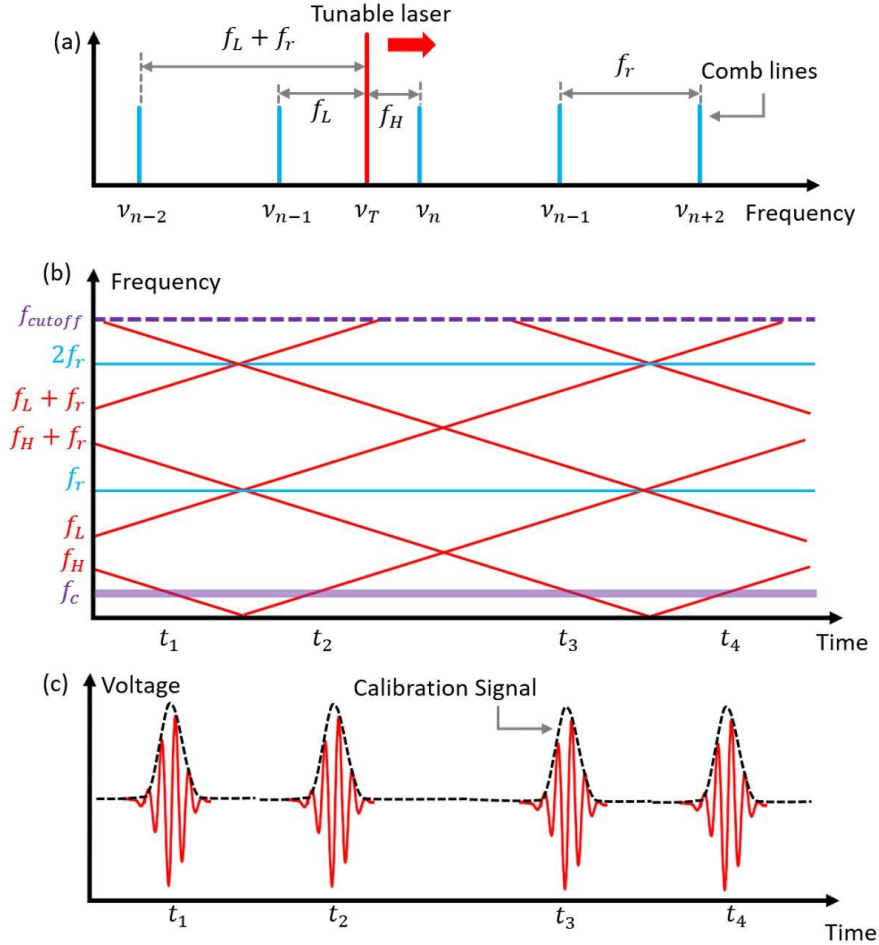 Tunable laser
(a)
f_L + f_r
f_r
Comb lines
f_L
f_H
ν_{n−2}
ν_{n−1}
ν_T
ν_n
ν_{n−1}
ν_{n+2}
Frequency
(b)
Frequency
f_{cutoff}
2f_r
f_L + f_r
f_H + f_r
f_r
f_L
f_H
f_c
t_1
t_2
t_3
t_4
Time
(c)
Voltage
Calibration Signal
t_1
t_2
t_3
t_4
Time